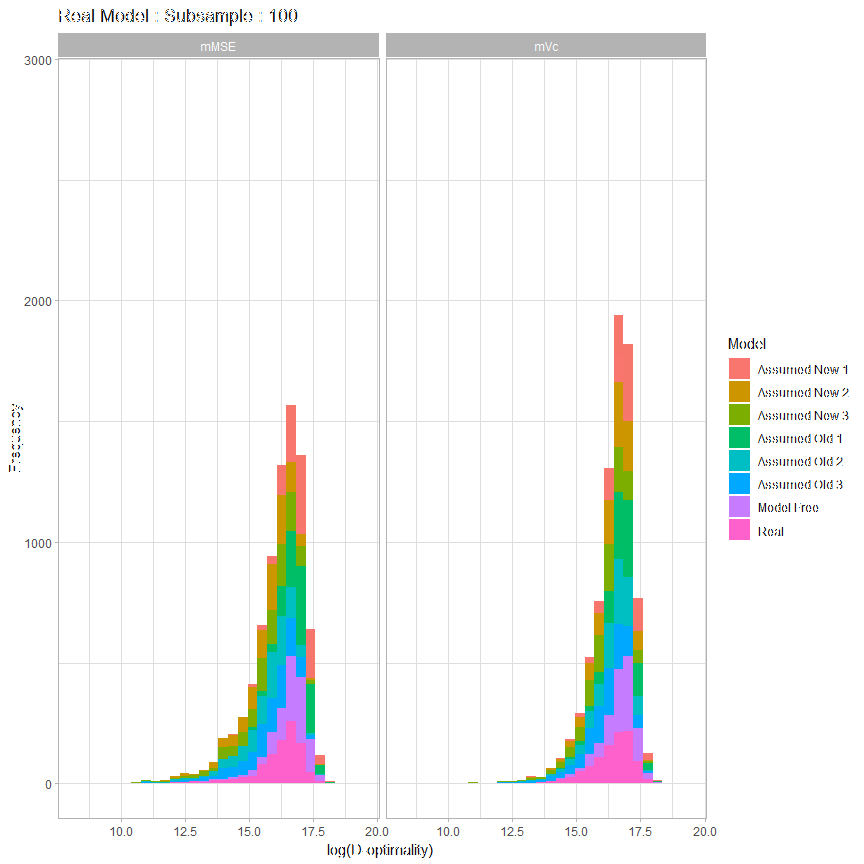 Real Model :: Subsample :: 100
mMSE
mVc
3000
2000
1000
0
Frequency
10.0
12.5
15.0
17.5
20.0
10.0
12.5
15.0
17.5
20.0
log(D-optimality)
Model
Assumed New 1
Assumed New 2
Assumed New 3
Assumed Old 1
Assumed Old 2
Assumed Old 3
Model Free
Real